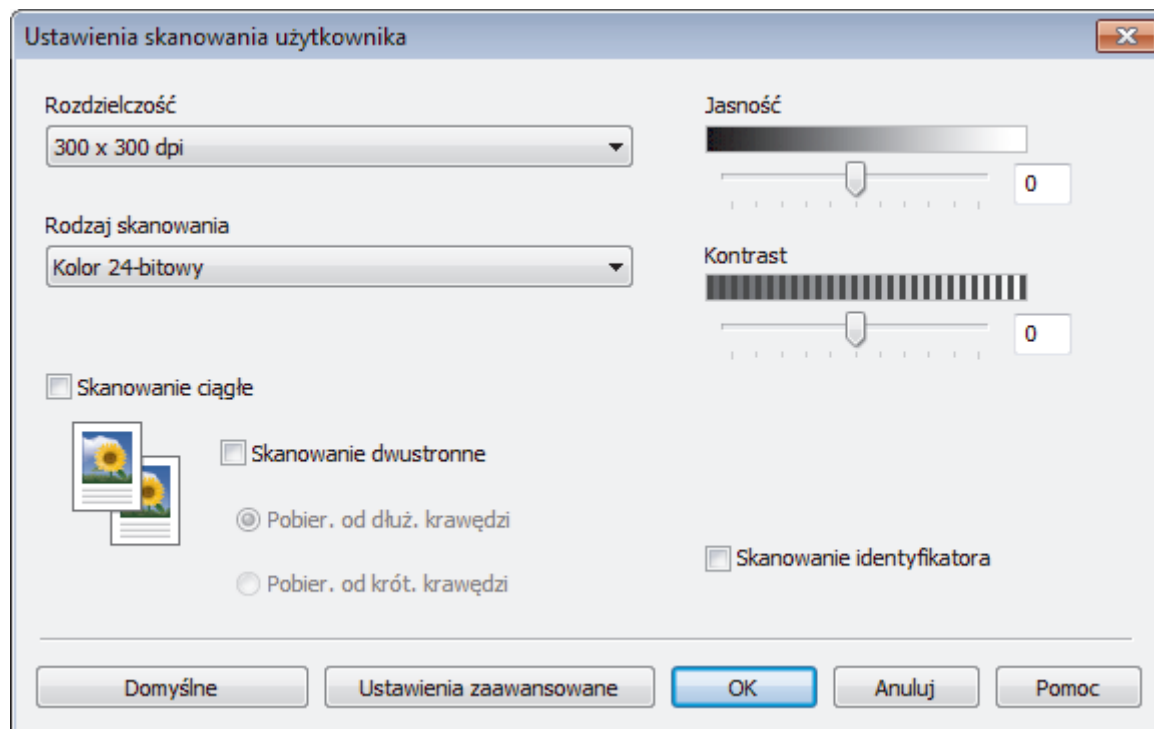 Ustawienia skanowania użytkownika
Rozdzielczość
300 x 300 dpi
Rodzaj skanowania
Kolor 24-bitowy
Jasność
0
Kontrast
0
Skanowanie ciągłe
Skanowanie dwustronne
Pobier. od dłuż. krawędzi
Pobier. od krót. krawędzi
Skanowanie identyfikatora
Domyślne
Ustawienia zaawansowane
OK
Anuluj
Pomoc